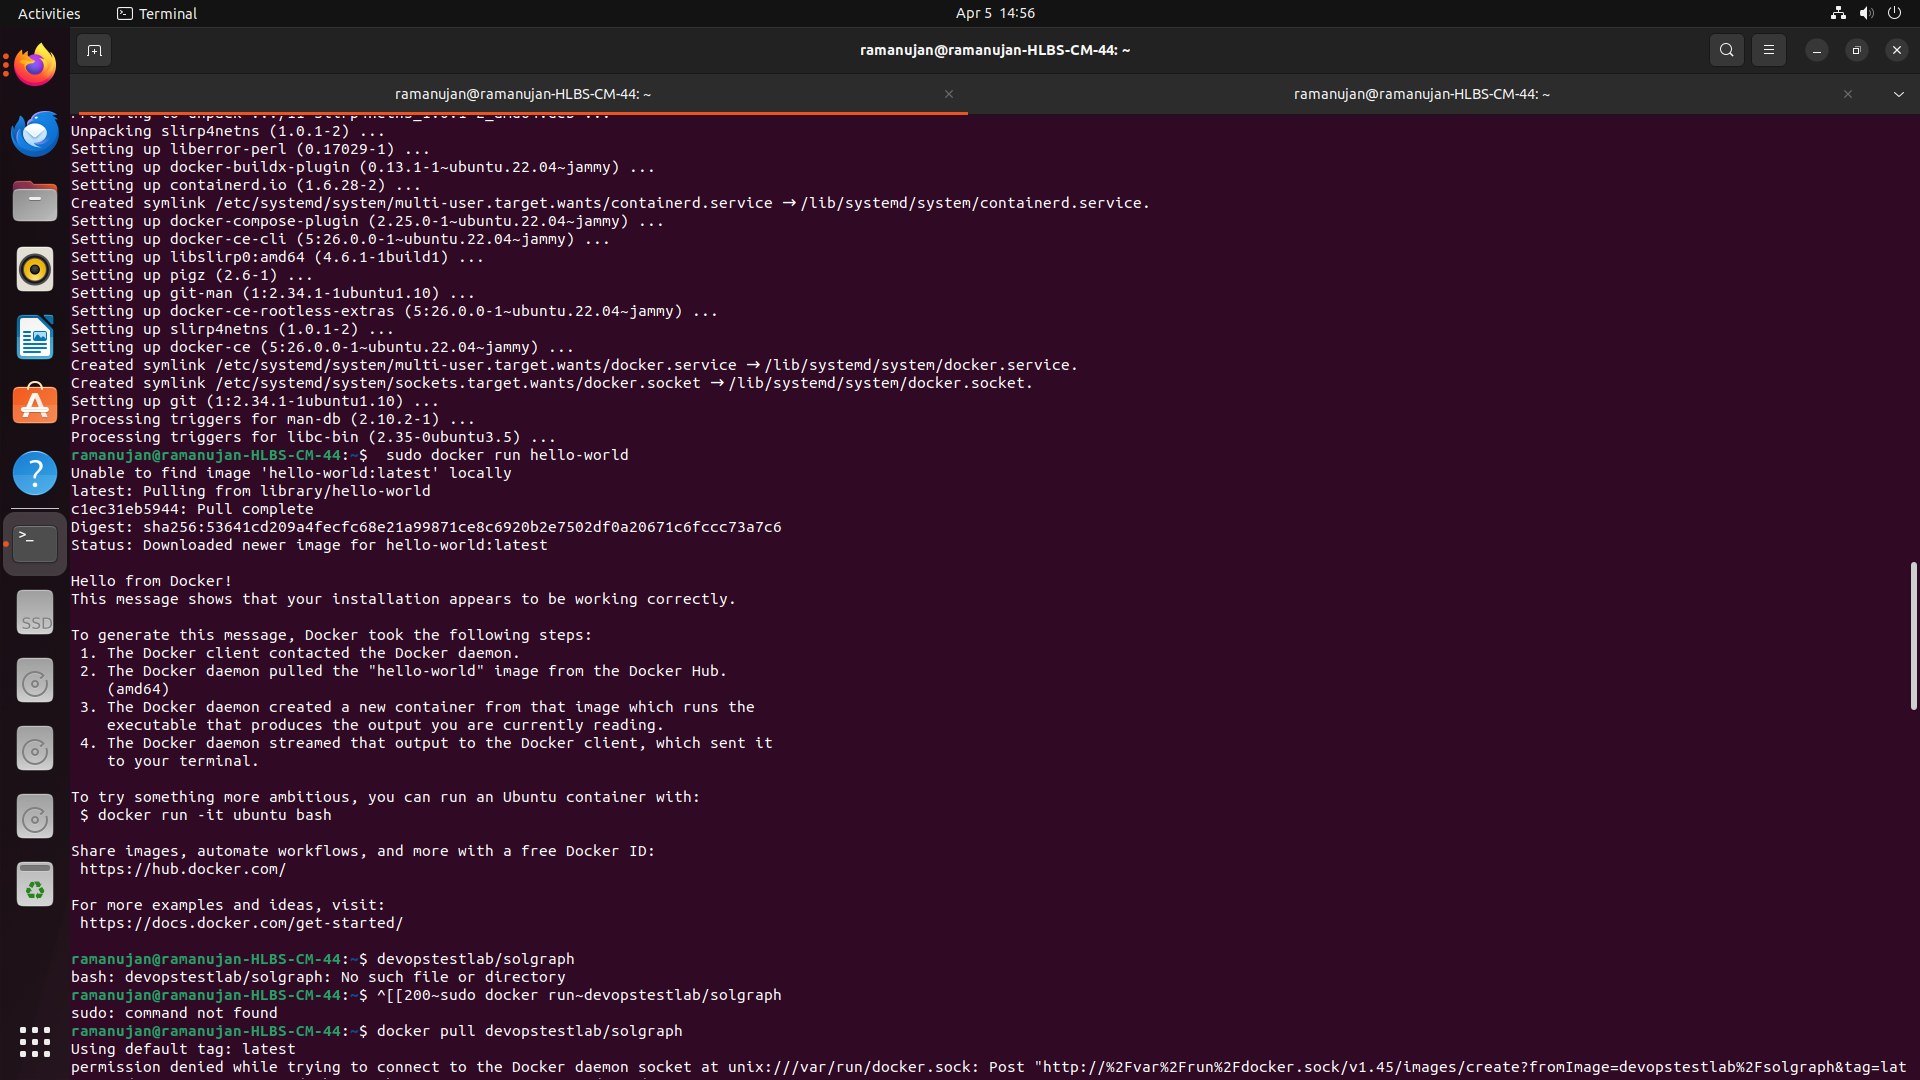 Activities
Terminal
Apr 5 14:56
ramanujan@ramanujan-HLBS-CM-44: ~
ramanujan@ramanujan-HLBS-CM-44: ~
ramanujan@ramanujan-HLBS-CM-44: ~
Unpacking slirp4netns (1.0.1-2) ...
Setting up liberror-perl (0.17029-1) ...
Setting up docker-buildx-plugin (0.13.1-1~ubuntu.22.04~jammy) ...
Setting up containerd.io (1.6.28-2) ...
Created symlink /etc/systemd/system/multi-user.target.wants/containerd.service → /lib/systemd/system/containerd.service.
Setting up docker-compose-plugin (2.25.0-1~ubuntu.22.04~jammy) ...
Setting up docker-ce-cli (5:26.0.0-1~ubuntu.22.04~jammy) ...
Setting up libslirp0:amd64 (4.6.1-1build1) ...
Setting up pigz (2.6-1) ...
Setting up git-man (1:2.34.1-1ubuntu1.10) ...
Setting up docker-ce-rootless-extras (5:26.0.0-1~ubuntu.22.04~jammy) ...
Setting up slirp4netns (1.0.1-2) ...
Setting up docker-ce (5:26.0.0-1~ubuntu.22.04~jammy) ...
Created symlink /etc/systemd/system/multi-user.target.wants/docker.service → /lib/systemd/system/docker.service.
Created symlink /etc/systemd/system/sockets.target.wants/docker.socket → /lib/systemd/system/docker.socket.
Setting up git (1:2.34.1-1ubuntu1.10) ...
Processing triggers for man-db (2.10.2-1) ...
Processing triggers for libc-bin (2.35-0ubuntu3.5) ...
ramanujan@ramanujan-HLBS-CM-44:~$  sudo docker run hello-world
Unable to find image 'hello-world:latest' locally
latest: Pulling from library/hello-world
c1ec31eb5944: Pull complete
Digest: sha256:53641cd209a4fecfc68e21a99871ce8c6920b2e7502df0a20671c6fccc73a7c6
Status: Downloaded newer image for hello-world:latest
Hello from Docker!
This message shows that your installation appears to be working correctly.
To generate this message, Docker took the following steps:
1. The Docker client contacted the Docker daemon.
2. The Docker daemon pulled the "hello-world" image from the Docker Hub.
(amd64)
3. The Docker daemon created a new container from that image which runs the
executable that produces the output you are currently reading.
4. The Docker daemon streamed that output to the Docker client, which sent it
to your terminal.
To try something more ambitious, you can run an Ubuntu container with:
$ docker run -it ubuntu bash
Share images, automate workflows, and more with a free Docker ID:
https://hub.docker.com/
For more examples and ideas, visit:
https://docs.docker.com/get-started/
ramanujan@ramanujan-HLBS-CM-44:~$ devopstestlab/solgraph
bash: devopstestlab/solgraph: No such file or directory
ramanujan@ramanujan-HLBS-CM-44:~$ ^[[200~sudo docker run~devopstestlab/solgraph
sudo: command not found
ramanujan@ramanujan-HLBS-CM-44:~$ docker pull devopstestlab/solgraph
Using default tag: latest
permission denied while trying to connect to the Docker daemon socket at unix:///var/run/docker.sock: Post "http://%2Fvar%2Frun%2Fdocker.sock/v1.45/images/create?fromImage=devopstestlab%2Fsolgraph&tag=lat
SSD